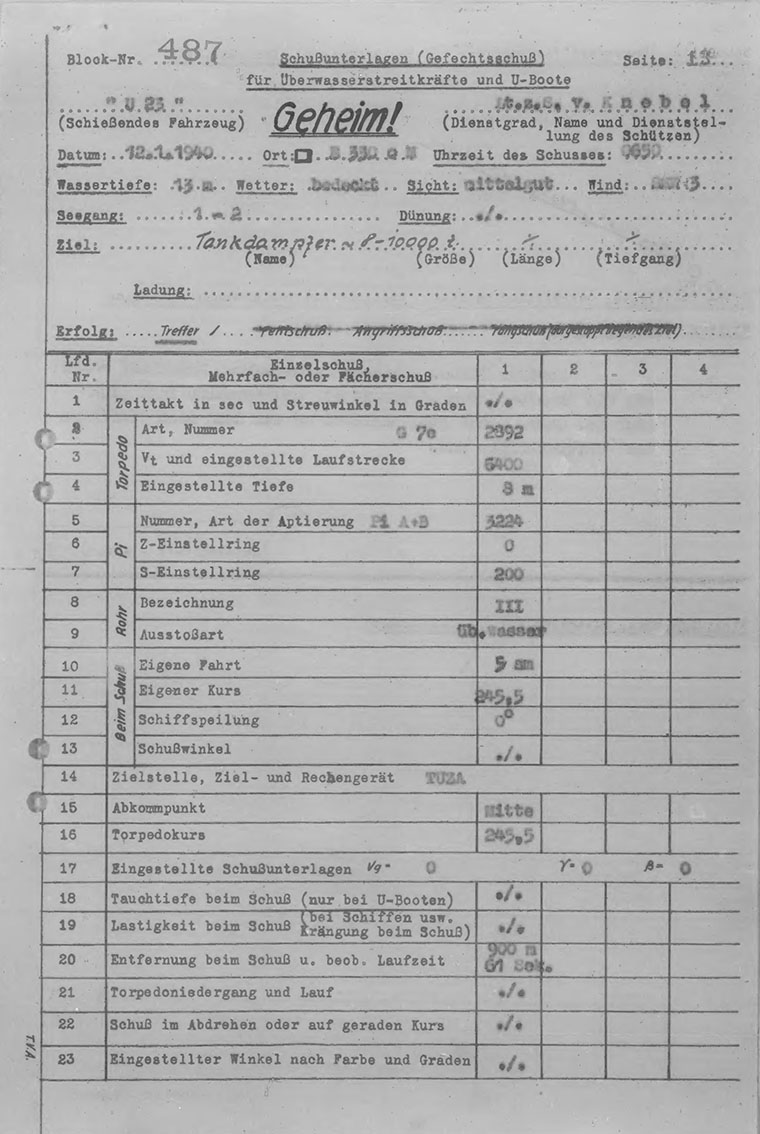 Block-Nr. 487 Schußunterlagen (Gefechtsschuß) Seite: 13
für Überwasserstreitkräfte und U-Boote
Geheim!
(Schießendes Fahrzeug) (Dienstgrad, Name und Dienststel-
lung des Schützen)
Datum: 12.1.1940 Ort: Uhrzeit des Schusses:
Wassertiefe: 13 m Wetter: bedeckt Sicht: mittelgut Wind:
Seegang: 1 - 2 Dünung: ./.
Ziel: Tankdampfer ~ 8-10000 t
(Name) (Größe) (Länge) (Tiefgang)
Ladung:
Erfolg: Treffer /
Lfd. Nr. Einzelschuß, Mehrfach- oder Fächerschuß 1 2 3 4
1 Zeittakt in sec und Streuwinkel in Graden ./.
Torpedo
2 Art, Nummer G 7e 2892
3 Vt und eingestellte Laufstrecke
4 Eingestellte Tiefe m
Pi
5 Nummer, Art der Aptierung Pi A+B 3224
6 Z-Einstellring 0
7 S-Einstellring 200
Rohr
8 Bezeichnung III
9 Ausstoßart Üb.wasser
Beim Schuß
10 Eigene Fahrt 5 sm
11 Eigener Kurs 245,5
12 Schiffspeilung 0°
13 Schußwinkel ./.
14 Zielstelle, Ziel- und Rechengerät TUZA
15 Abkommpunkt Mitte
16 Torpedokurs 245,5
17 Eingestellte Schußunterlagen Vg= 0 γ= 0 β= 0
18 Tauchtiefe beim Schuß (nur bei U-Booten) ./.
19 Lastigkeit beim Schuß (bei Schiffen usw. Krängung beim Schuß) ./.
20 Entfernung beim Schuß u. beob. Laufzeit 900 m 61 Sek.
21 Torpedoniedergang und Lauf ./.
22 Schuß im Abdrehen oder auf geraden Kurs ./.
23 Eingestellter Winkel nach Farbe und Graden ./.